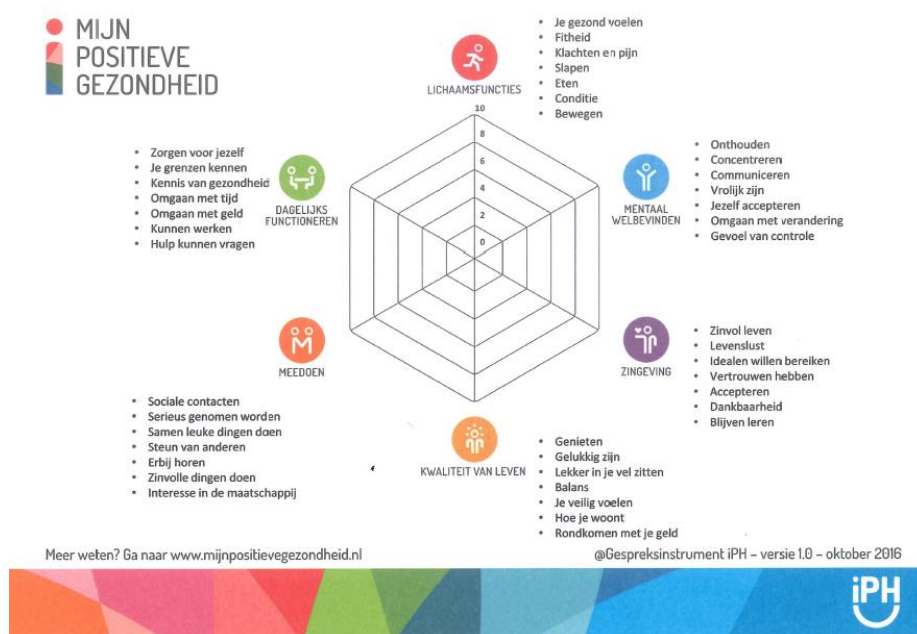 MIJN
POSITIEVE
GEZONDHEID
• Je gezond voelen
• Fitheid
• Klachten en pijn
• Slapen
• Eten
• Conditie
• Bewegen
LICHAAMSFUNCTIES
10
8
6
4
2
0
• Onthouden
• Concentreren
• Communiceren
• Vrolijk zijn
• Jezelf accepteren
• Omgaan met verandering
• Gevoel van controle
MENTAAL
WELBEVINDEN
• Zorgen voor jezelf
• Je grenzen kennen
• Kennis van gezondheid
• Omgaan met tijd
• Omgaan met geld
• Kunnen werken
• Hulp kunnen vragen
DAGELIJKS
FUNCTIONEREN
MEEDOEN
• Sociale contacten
• Serieus genomen worden
• Samen leuke dingen doen
• Steun van anderen
• Erbij horen
• Zinvolle dingen doen
• Interesse in de maatschappij
ZINGEVING
• Zinvol leven
• Levenslust
• Idealen willen bereiken
• Vertrouwen hebben
• Accepteren
• Dankbaarheid
• Blijven leren
KWALITEIT VAN LEVEN
• Genieten
• Gelukkig zijn
• Lekker in je vel zitten
• Balans
• Je veilig voelen
• Hoe je woont
• Rondkomen met je geld
Meer weten? Ga naar www.mijnpositievegezondheid.nl
@Gespreksinstrument iPH – versie 1.0 – oktober 2016
iPH